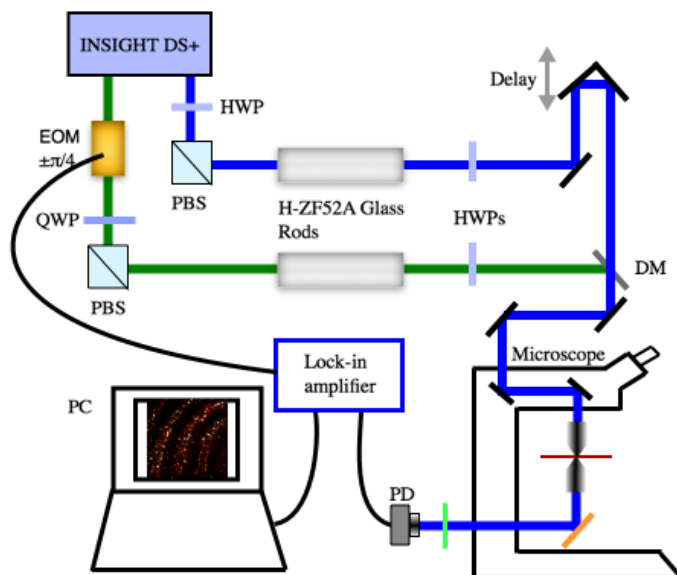 INSIGHT DS+
HWP
Delay
EOM
±π/4
PBS
H-ZF52A Glass
Rods
HWPs
QWP
PBS
DM
Microscope
Lock-in
amplifier
PC
PD